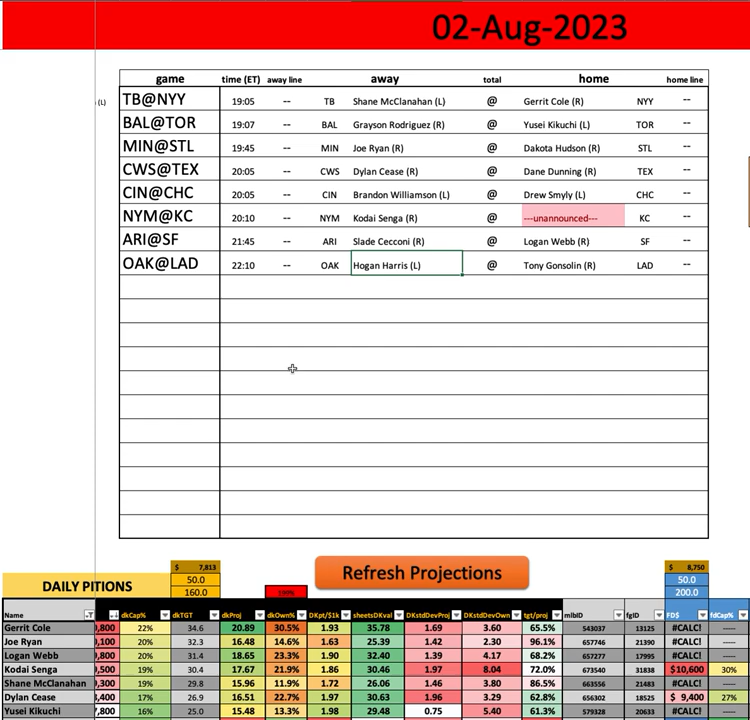 02-Aug-2023
game time (ET) away line away total home home line
(L) TB@NYY 19:05 -- TB Shane McClanahan (L) @ Gerrit Cole (R) NYY --
BAL@TOR 19:07 -- BAL Grayson Rodriguez (R) @ Yusei Kikuchi (L) TOR --
MIN@STL 19:45 -- MIN Joe Ryan (R) @ Dakota Hudson (R) STL --
CWS@TEX 20:05 -- CWS Dylan Cease (R) @ Dane Dunning (R) TEX --
CIN@CHC 20:05 -- CIN Brandon Williamson (L) @ Drew Smyly (L) CHC --
NYM@KC 20:10 -- NYM Kodai Senga (R) @ ---unannounced--- KC --
ARI@SF 21:45 -- ARI Slade Cecconi (R) @ Logan Webb (R) SF --
OAK@LAD 22:10 -- OAK Hogan Harris (L) @ Tony Gonsolin (R) LAD --
$ 7,813 $ 8,750
DAILY PITIONS 50.0 Refresh Projections 50.0
160.0 200.0
Name dkCap% dkTGT dkProj dkOwn% DKpt/$1k sheetsDKval DKstdDevProj DKstdDevOwn tgt/proj mlbID fgID FD$ fdCap%
Gerrit Cole 0,800 22% 34.6 20.89 30.5% 1.93 35.78 1.69 3.60 65.5% 543037 13125 #CALC! -----
Joe Ryan 0,100 20% 32.3 16.48 14.6% 1.63 25.39 1.42 2.30 96.1% 657746 21390 #CALC! -----
Logan Webb 0,800 20% 31.4 18.65 23.3% 1.90 32.40 1.39 4.17 68.2% 657277 17995 #CALC! -----
Kodai Senga 0,500 19% 30.4 17.67 21.9% 1.86 30.46 1.97 8.04 72.0% 673540 31838 $10,600 30%
Shane McClanahan 0,300 19% 29.8 15.96 11.9% 1.72 26.06 1.46 3.80 86.5% 663556 21483 #CALC! -----
Dylan Cease 3,400 17% 26.9 16.51 22.7% 1.97 30.63 1.96 3.29 62.8% 656302 18525 $ 9,400 27%
Yusei Kikuchi 7,800 16% 25.0 15.48 13.3% 1.98 29.48 0.75 5.40 61.3% 579328 20633 #CALC! -----